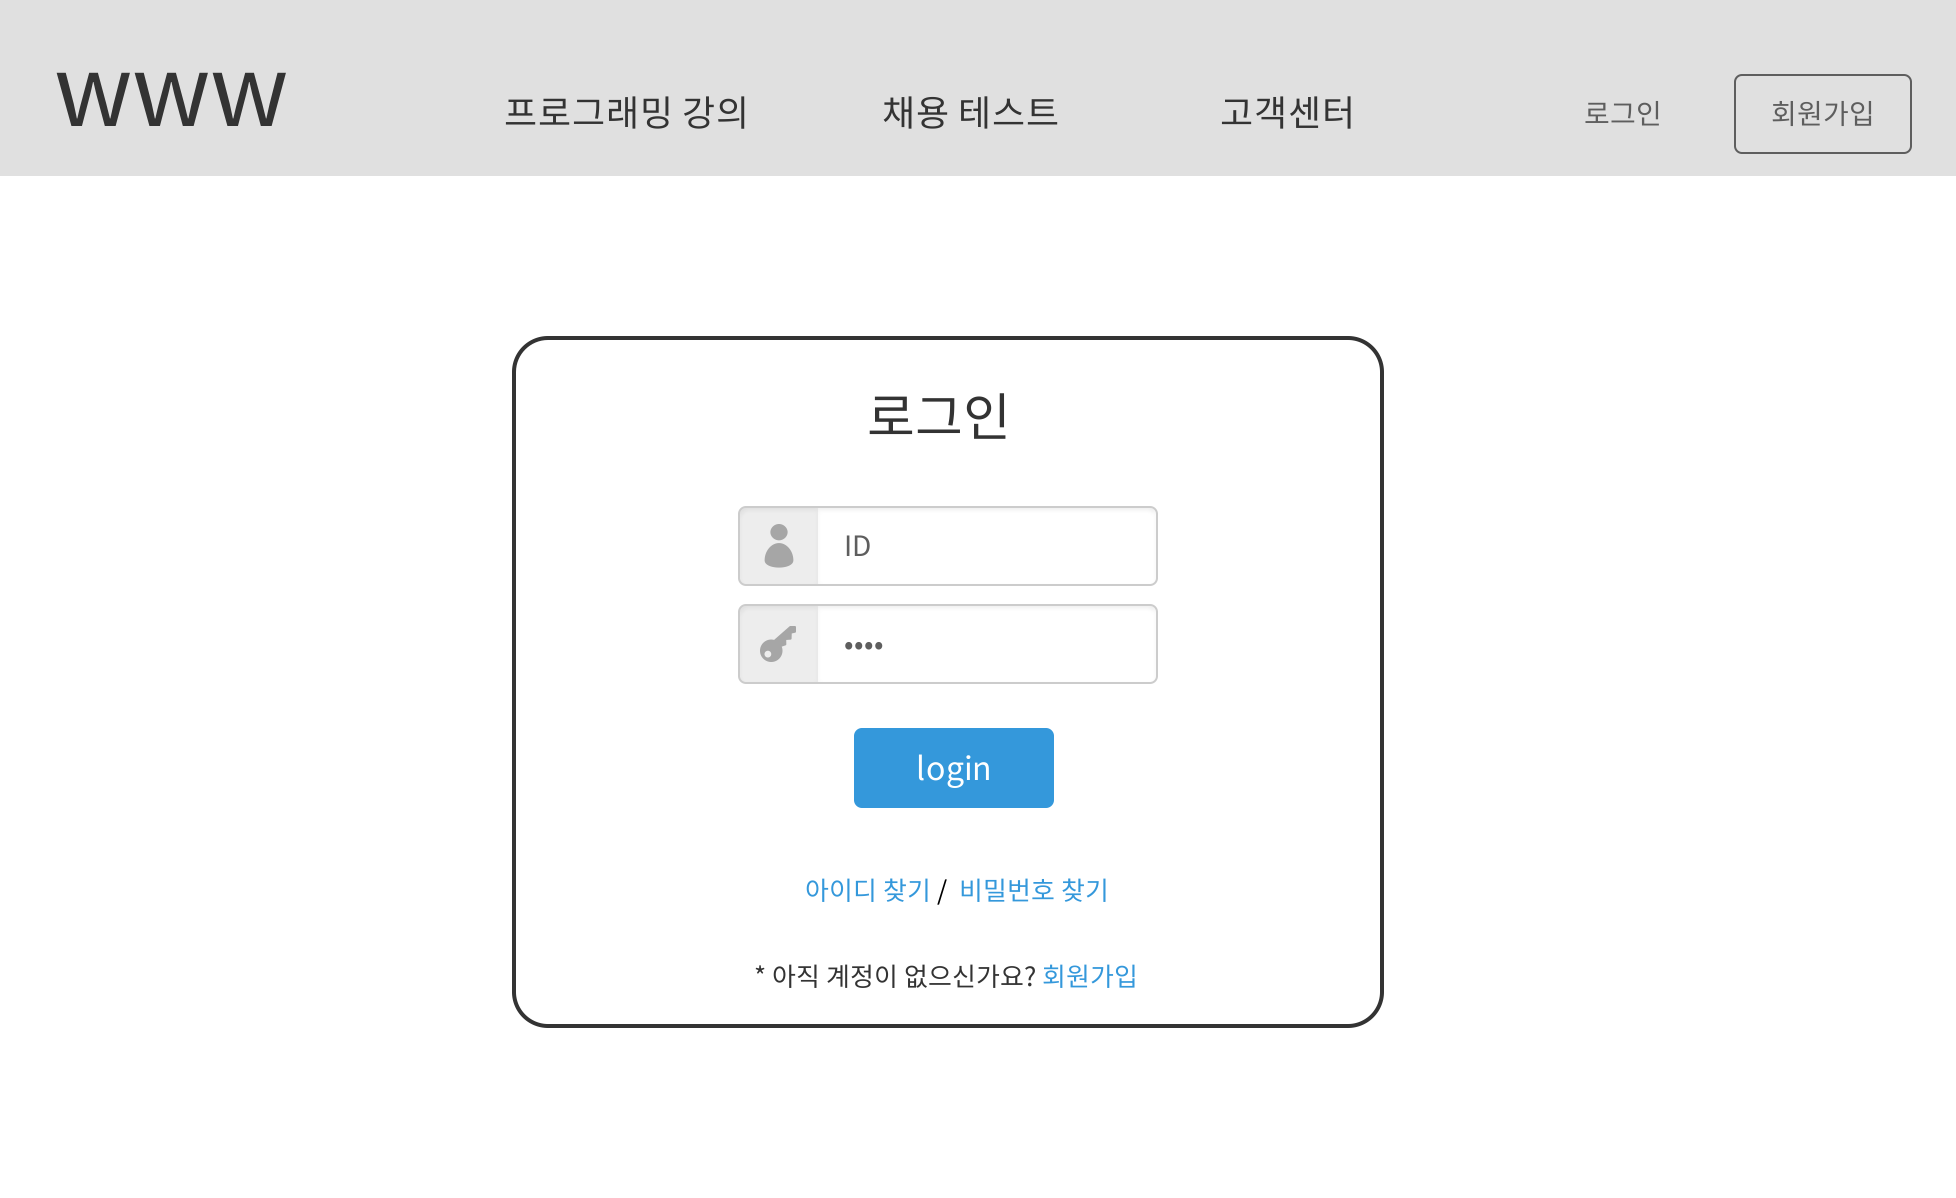 WWW 프로그래밍 강의 채용 테스트 고객센터 로그인 회원가입
로그인
ID
••••
login
아이디 찾기 / 비밀번호 찾기
* 아직 계정이 없으신가요? 회원가입